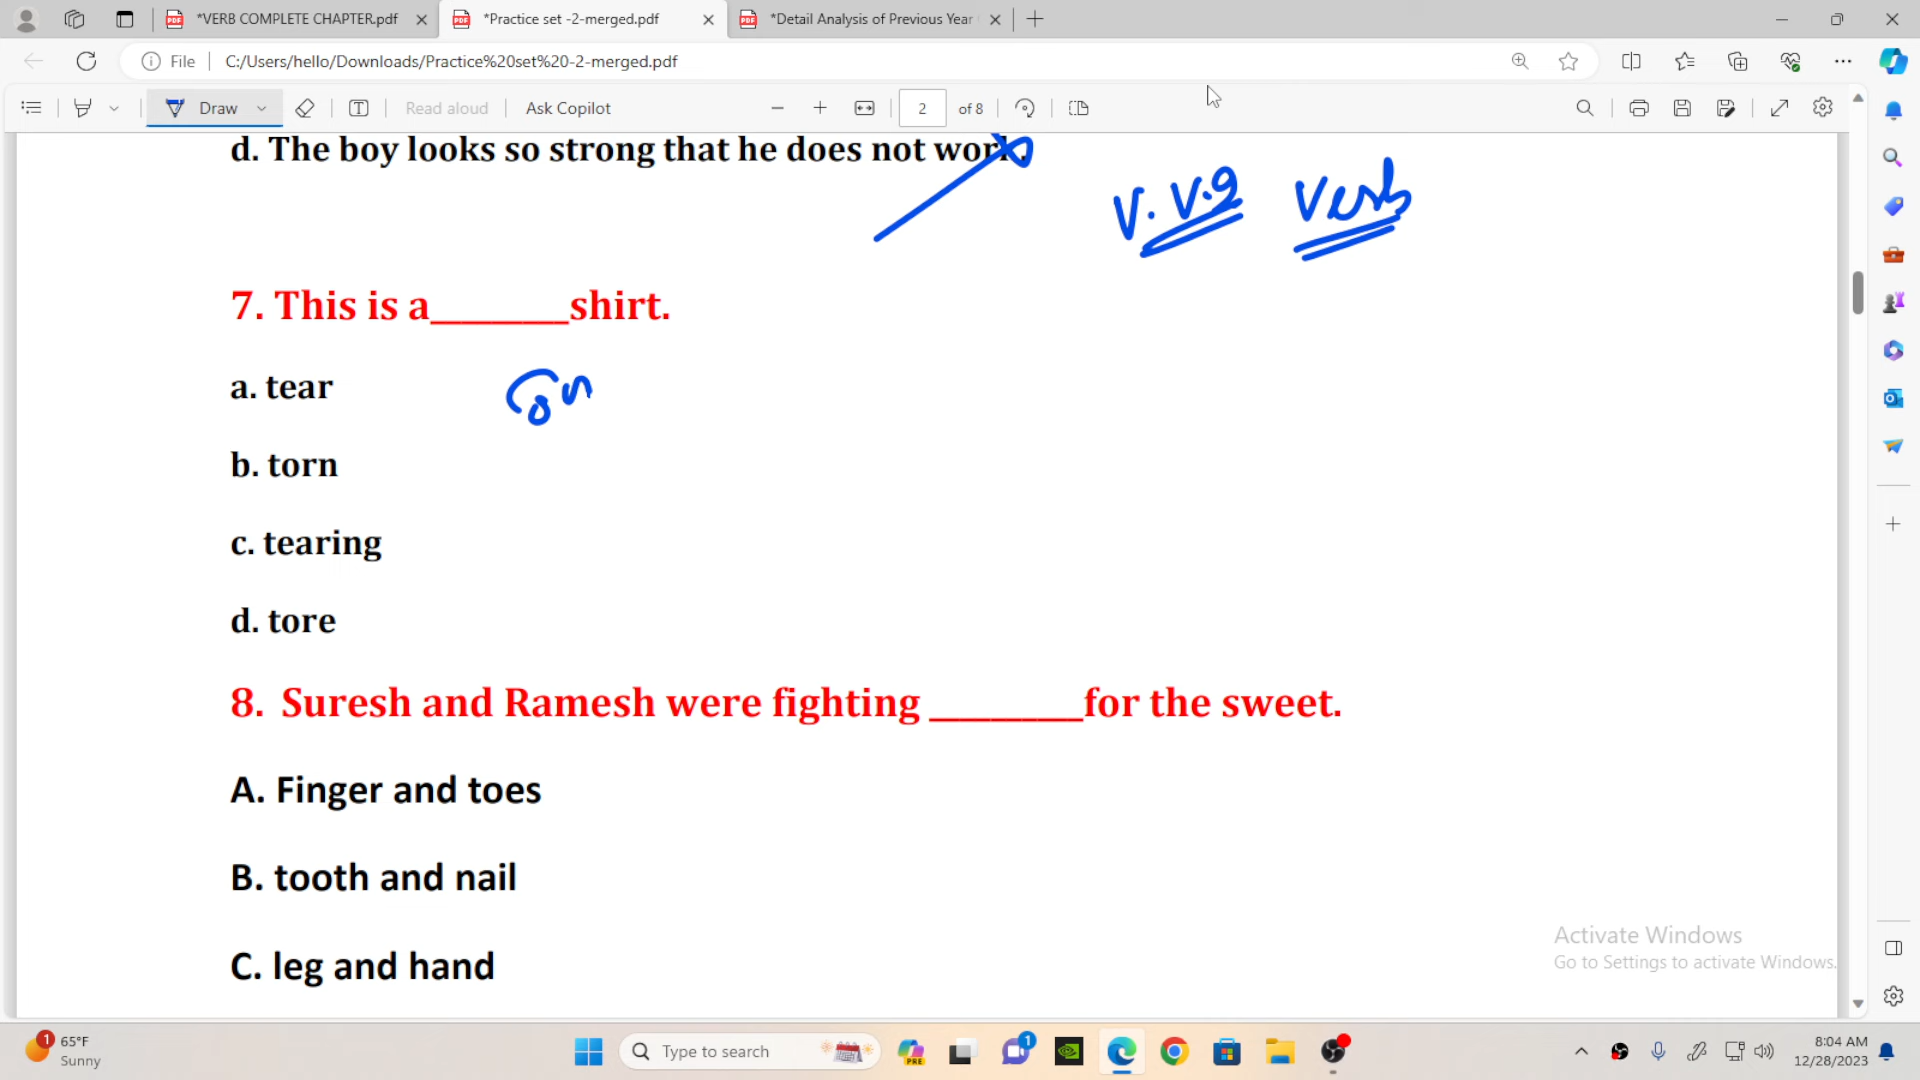 *VERB COMPLETE CHAPTER.pdf
*Practice set -2-merged.pdf
*Detail Analysis of Previous Year
File
C:/Users/hello/Downloads/Practice%20set%20-2-merged.pdf
Draw
Read aloud
Ask Copilot
2
of 8
d. The boy looks so strong that he does not work.
V.V.9 Verb
7. This is a_______shirt.
a. tear
b. torn
c. tearing
d. tore
8. Suresh and Ramesh were fighting ________for the sweet.
A. Finger and toes
B. tooth and nail
C. leg and hand
Activate Windows
Go to Settings to activate Windows.
1
65°F
Sunny
Type to search
PRE
1
8:04 AM
12/28/2023